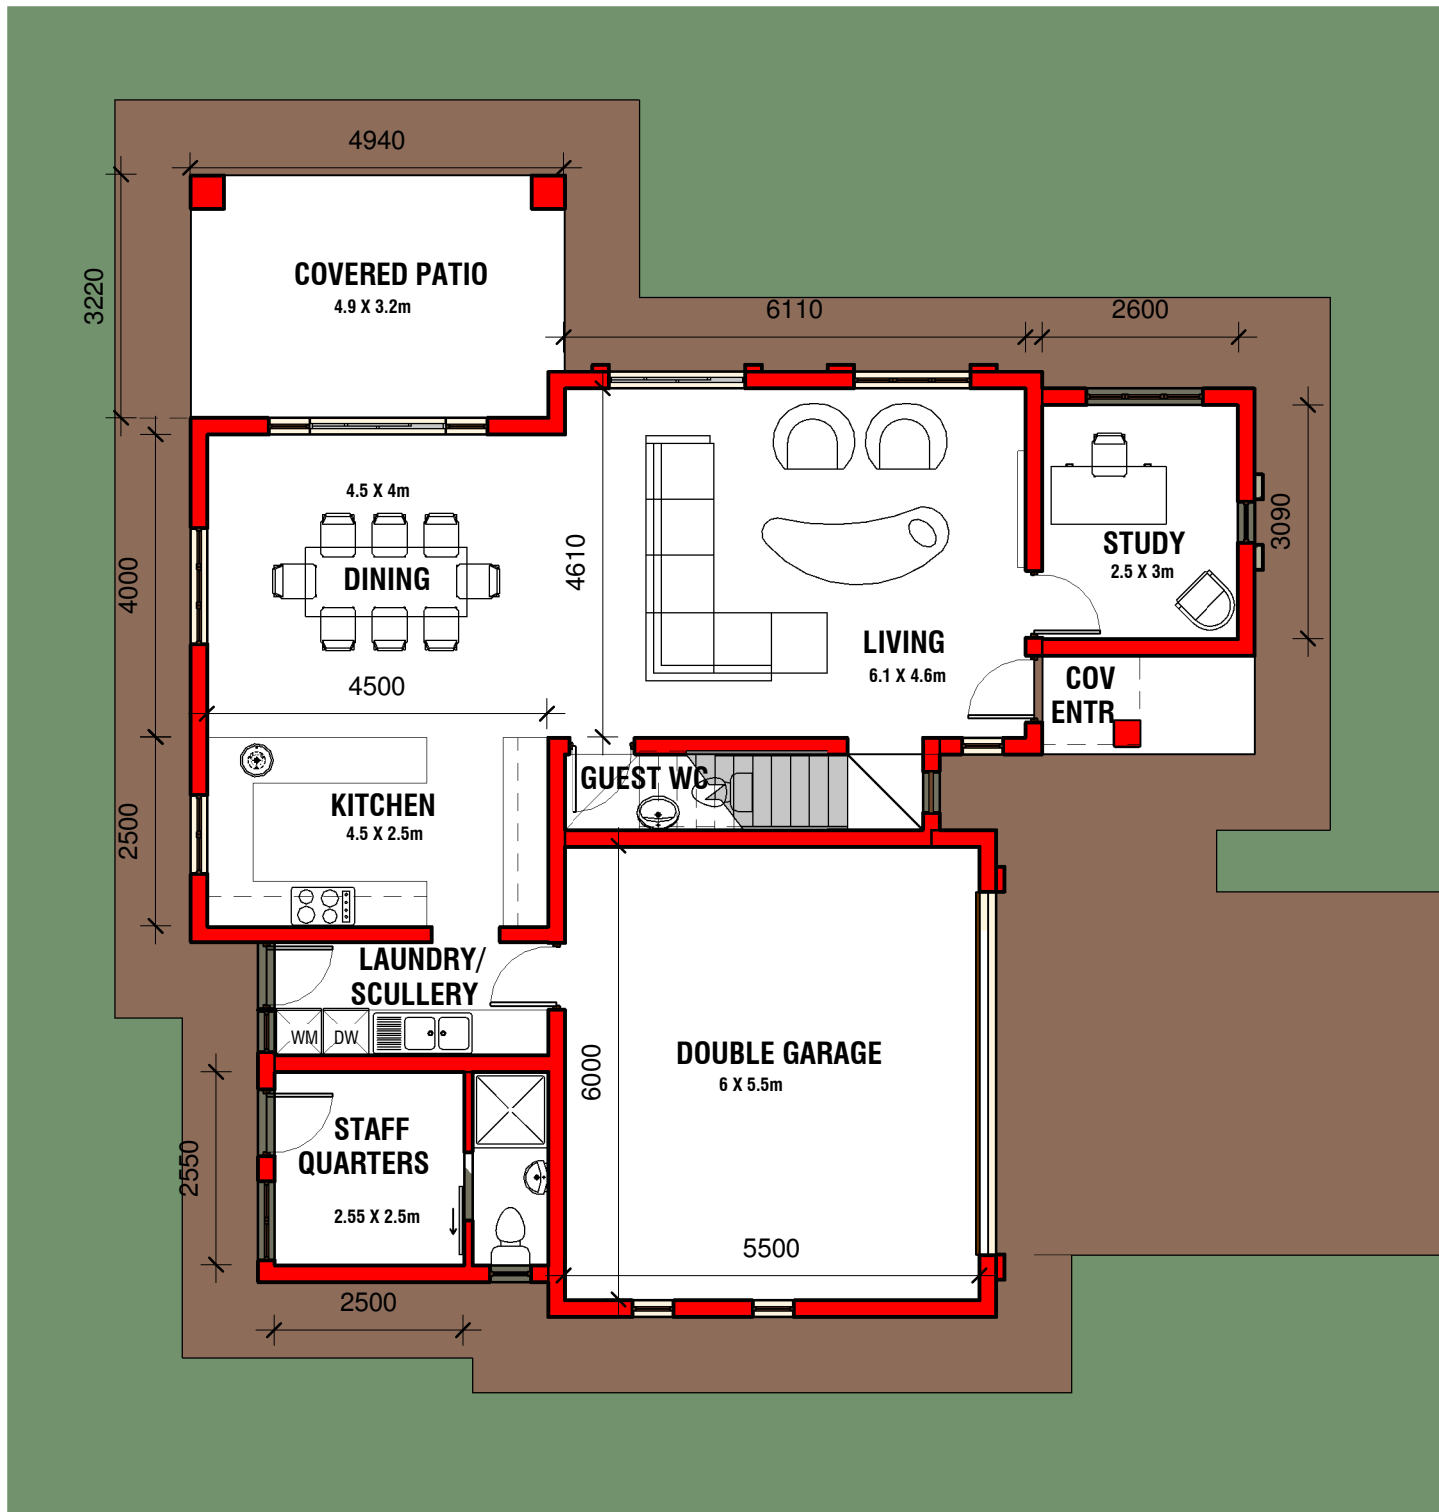 4940
3220
COVERED PATIO
4.9 X 3.2m
6110
2600
4.5 X 4m
DINING
4000
4610
STUDY
2.5 X 3m
3090
LIVING
6.1 X 4.6m
4500
COV
ENTR
GUEST WC
KITCHEN
4.5 X 2.5m
2500
LAUNDRY/
SCULLERY
WM
DW
DOUBLE GARAGE
6 X 5.5m
6000
STAFF
QUARTERS
2.55 X 2.5m
2550
5500
2500